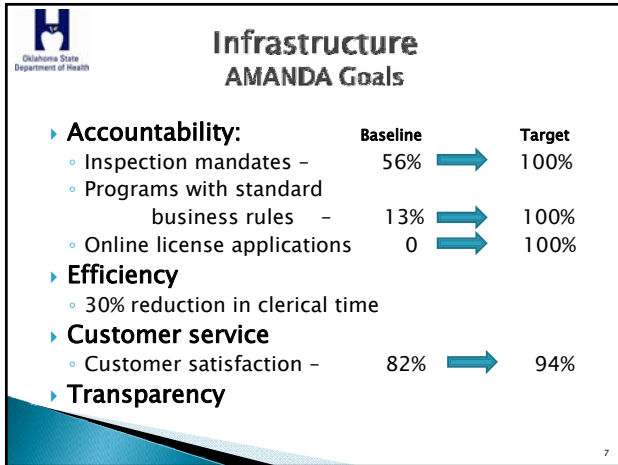 Oklahoma State
Department of Health
Infrastructure
AMANDA Goals
Accountability: Baseline Target
Inspection mandates – 56% 100%
Programs with standard
business rules – 13% 100%
Online license applications 0 100%
Efficiency
30% reduction in clerical time
Customer service
Customer satisfaction – 82% 94%
Transparency
7